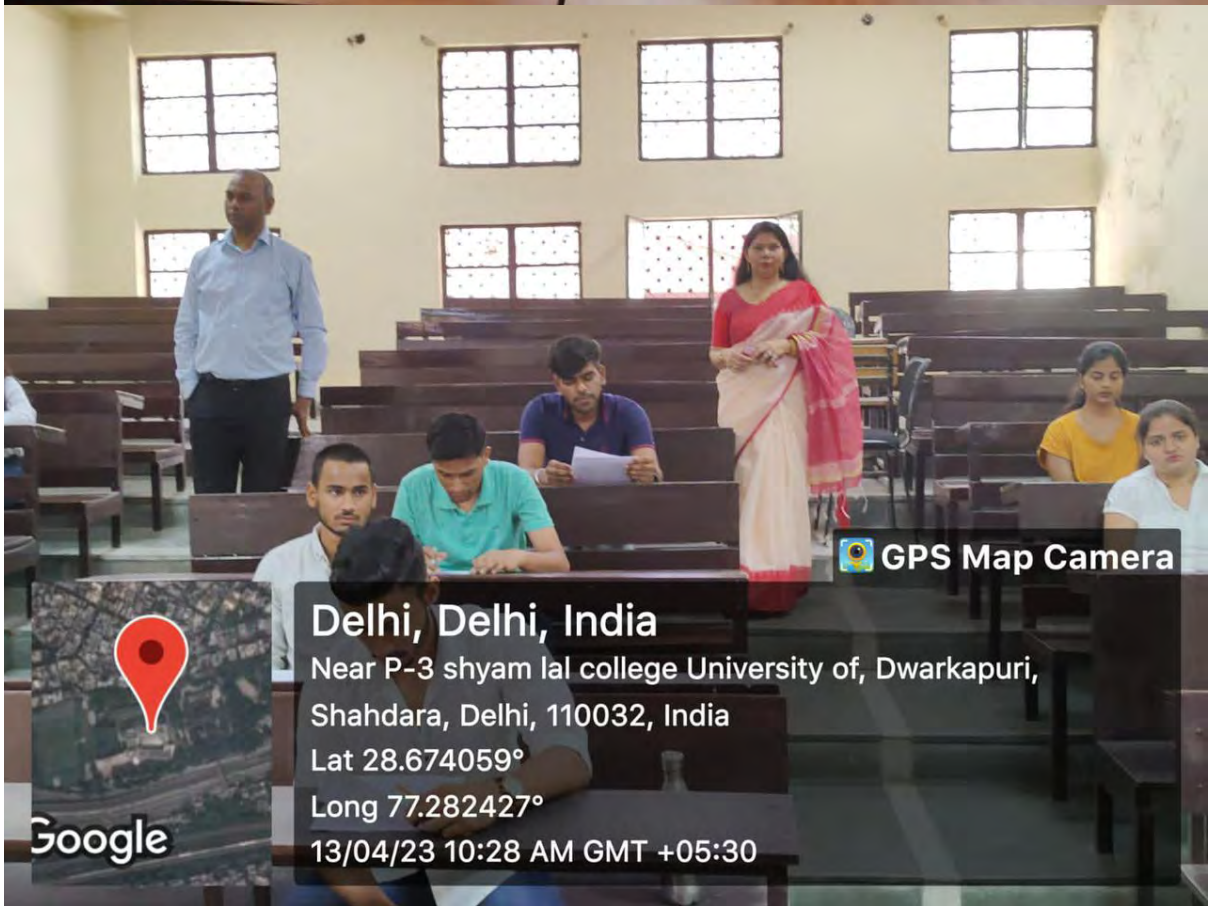 GPS Map Camera
Delhi, Delhi, India
Near P-3 shyam lal college University of, Dwarkapuri,
Shahdara, Delhi, 110032, India
Lat 28.674059°
Long 77.282427°
13/04/23 10:28 AM GMT +05:30
Google